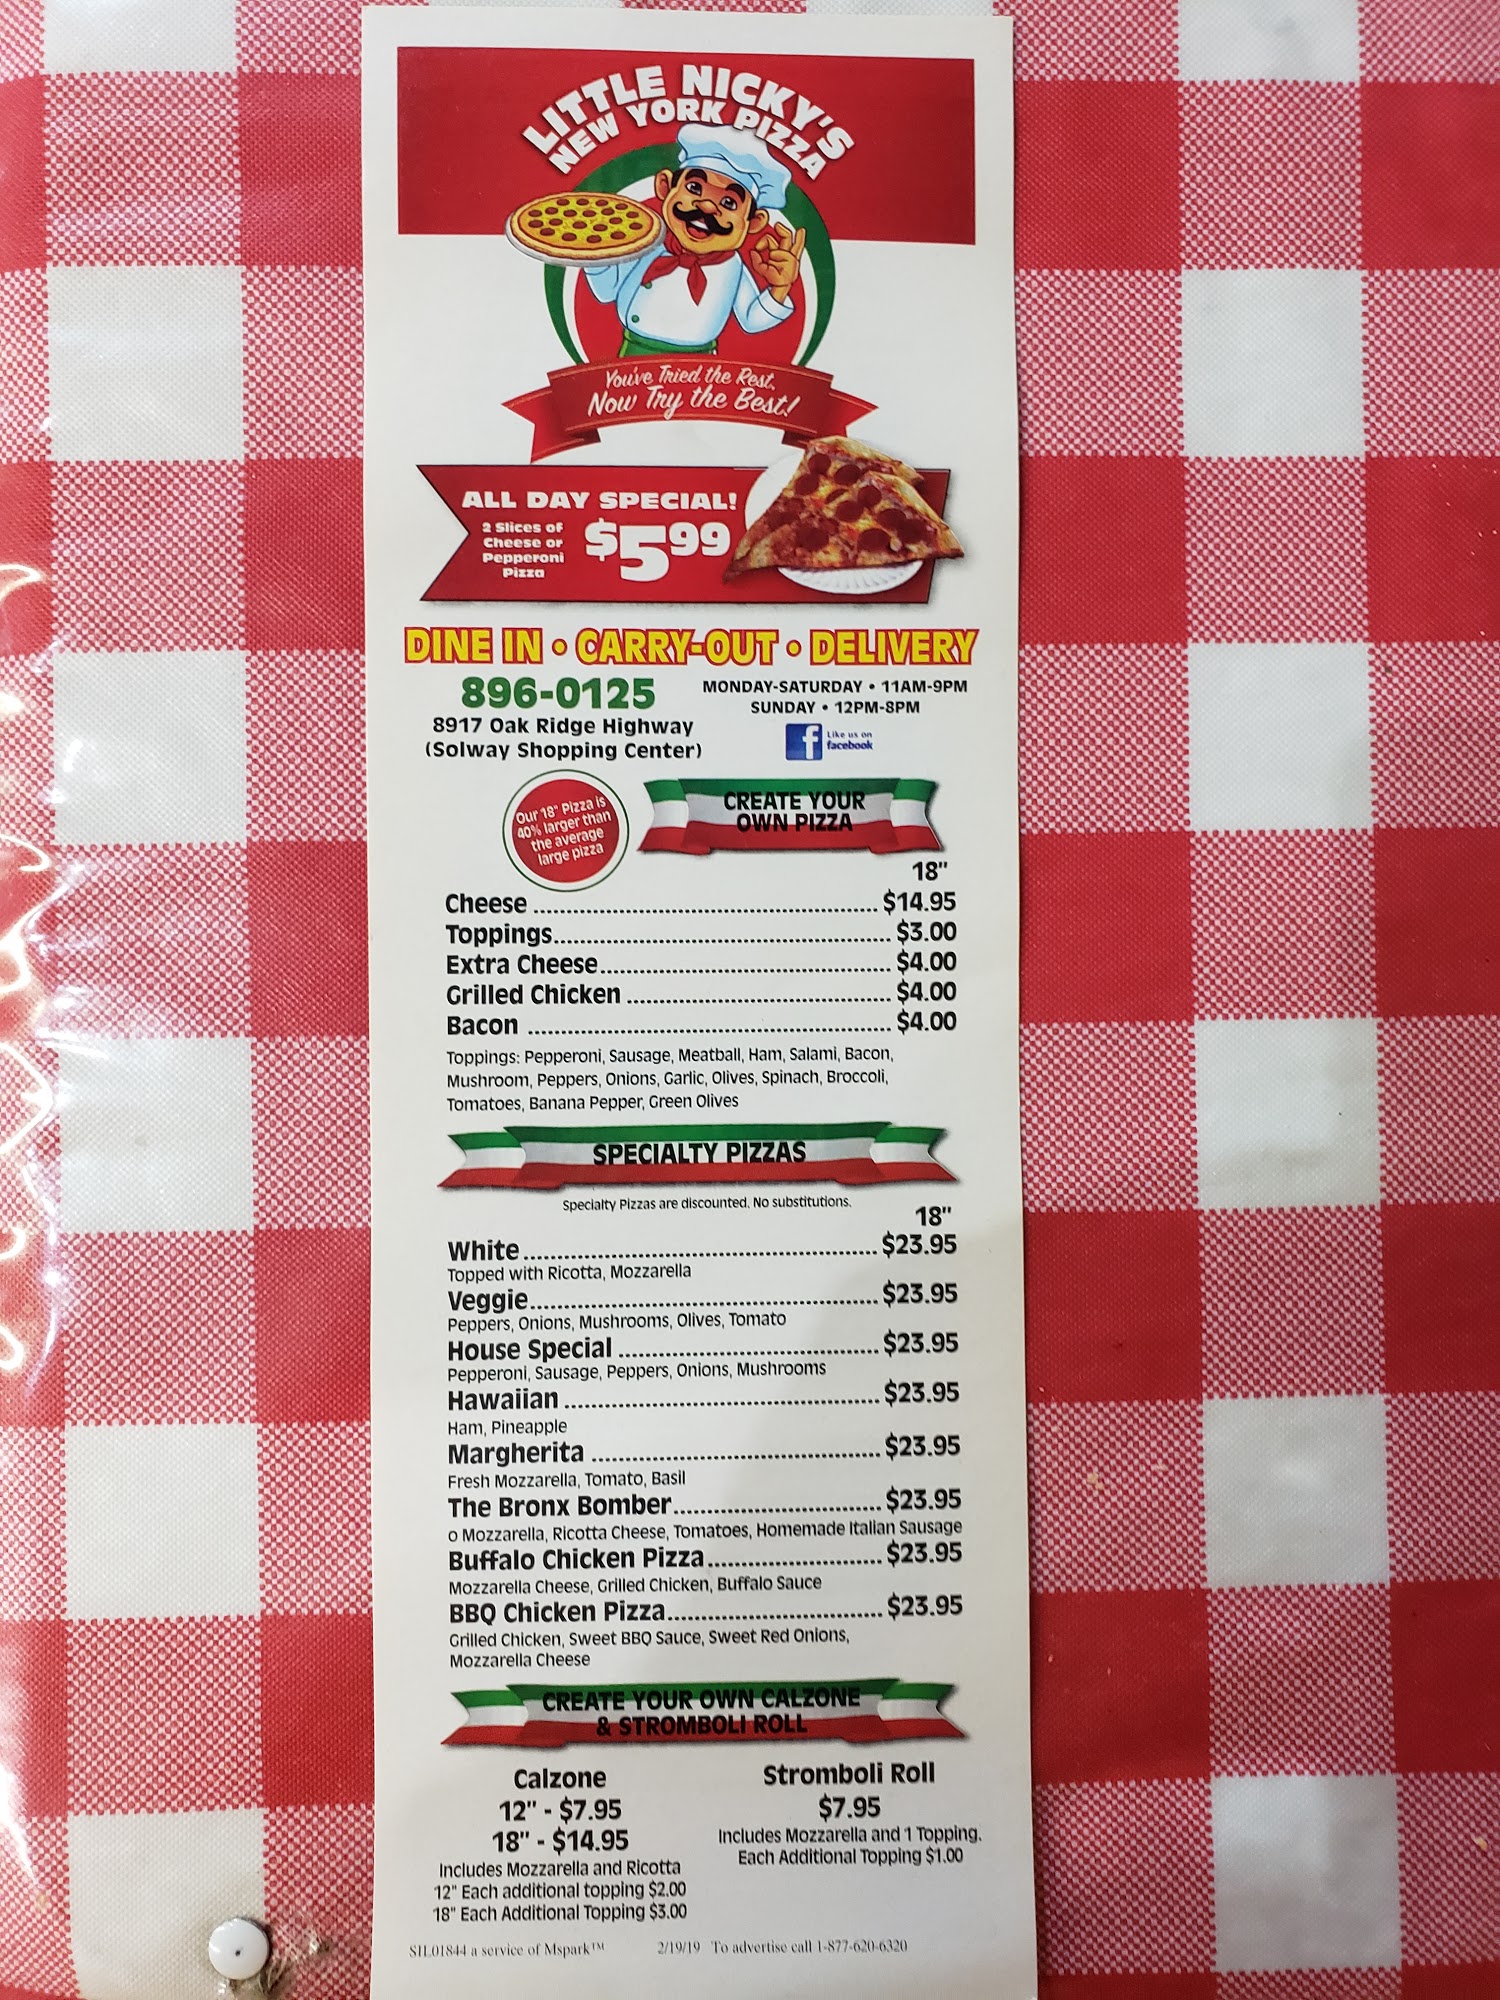 LITTLE NICKY'S
NEW YORK PIZZA
You've Tried the Rest,
Now Try the Best!
ALL DAY SPECIAL!
2 Slices of
Cheese or
Pepperoni
Pizza
$5.99
DINE IN • CARRY-OUT • DELIVERY
896-0125
8917 Oak Ridge Highway
(Solway Shopping Center)
MONDAY-SATURDAY • 11AM-9PM
SUNDAY • 12PM-8PM
f
Like us on
facebook
Our 18" Pizza is
40% larger than
the average
large pizza
CREATE YOUR
OWN PIZZA
18"
Cheese ........ $14.95
Toppings........ $3.00
Extra Cheese........ $4.00
Grilled Chicken ........ $4.00
Bacon ........ $4.00
Toppings: Pepperoni, Sausage, Meatball, Ham, Salami, Bacon,
Mushroom, Peppers, Onions, Garlic, Olives, Spinach, Broccoli,
Tomatoes, Banana Pepper, Green Olives
SPECIALTY PIZZAS
Specialty Pizzas are discounted. No substitutions.
18"
White........ $23.95
Topped with Ricotta, Mozzarella
Veggie........ $23.95
Peppers, Onions, Mushrooms, Olives, Tomato
House Special ........ $23.95
Pepperoni, Sausage, Peppers, Onions, Mushrooms
Hawaiian ........ $23.95
Ham, Pineapple
Margherita ........ $23.95
Fresh Mozzarella, Tomato, Basil
The Bronx Bomber........ $23.95
o Mozzarella, Ricotta Cheese, Tomatoes, Homemade Italian Sausage
Buffalo Chicken Pizza........ $23.95
Mozzarella Cheese, Grilled Chicken, Buffalo Sauce
BBQ Chicken Pizza........ $23.95
Grilled Chicken, Sweet BBQ Sauce, Sweet Red Onions,
Mozzarella Cheese
CREATE YOUR OWN CALZONE
& STROMBOLI ROLL
Calzone
12" - $7.95
18" - $14.95
Includes Mozzarella and Ricotta
12" Each additional topping $2.00
18" Each Additional Topping $3.00
Stromboli Roll
$7.95
Includes Mozzarella and 1 Topping.
Each Additional Topping $1.00
SIL01844 a service of Mspark™ 2/19/19 To advertise call 1-877-620-6320